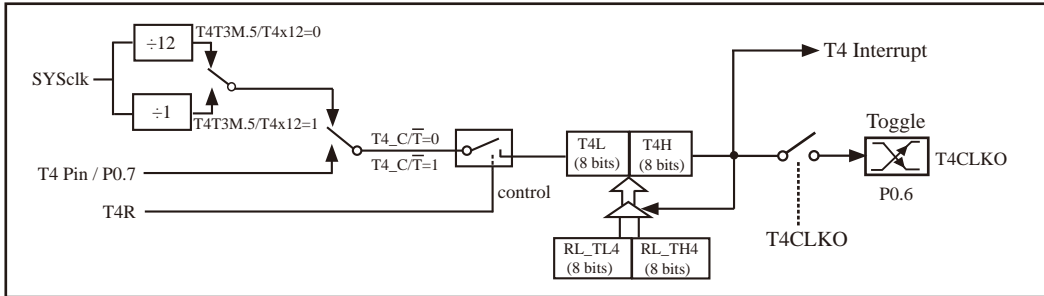 T4T3M.5/T4x12=0
÷12
SYSclk
÷1
T4T3M.5/T4x12=1
T4 Pin / P0.7
T4R
T4_C/T̅=0
T4_C/T̅=1
control
T4L
(8 bits)
T4H
(8 bits)
RL_TL4
(8 bits)
RL_TH4
(8 bits)
T4 Interrupt
Toggle
T4CLKO
P0.6
T4CLKO